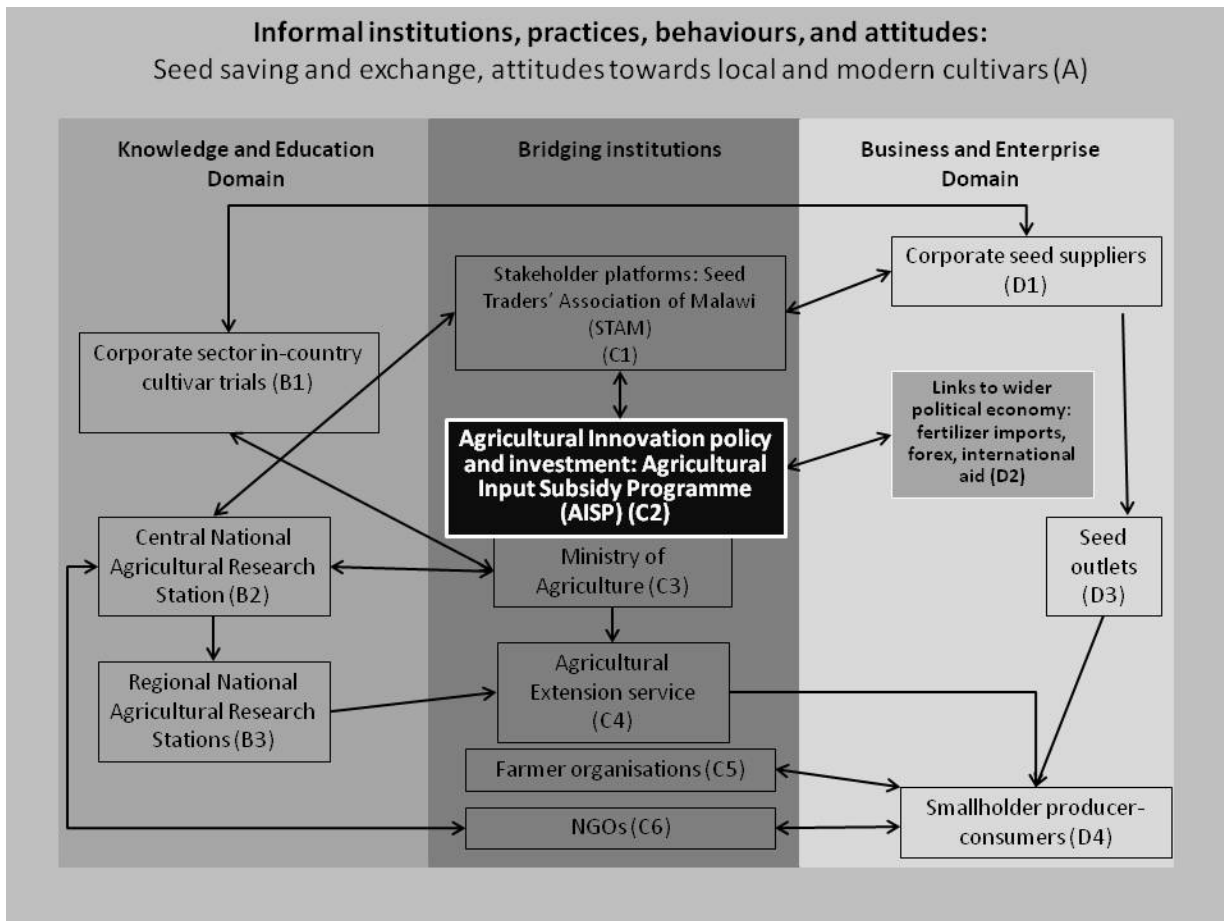 Informal institutions, practices, behaviours, and attitudes:
Seed saving and exchange, attitudes towards local and modern cultivars (A)
Knowledge and Education
Domain
Bridging institutions
Business and Enterprise
Domain
Stakeholder platforms: Seed
Traders' Association of Malawi
(STAM)
(C1)
Corporate seed suppliers
(D1)
Corporate sector in-country
cultivar trials (B1)
Links to wider
political economy:
fertilizer imports,
forex, international
aid (D2)
Agricultural Innovation policy
and investment: Agricultural
Input Subsidy Programme
(AISP) (C2)
Central National
Agricultural Research
Station (B2)
Ministry of
Agriculture (C3)
Seed
outlets
(D3)
Regional National
Agricultural Research
Stations (B3)
Agricultural
Extension service
(C4)
Farmer organisations (C5)
NGOs (C6)
Smallholder producer-
consumers (D4)